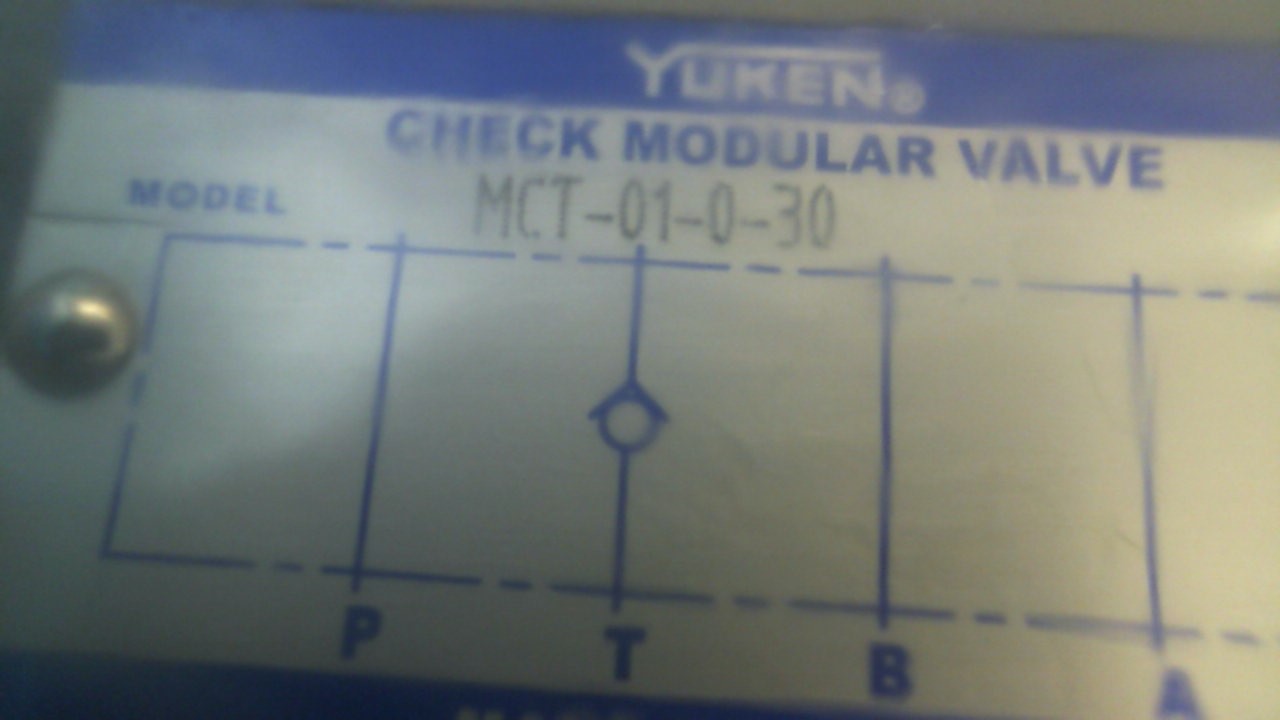 YUKEN®
CHECK MODULAR VALVE
MODEL MCT-01-0-30
P T B A